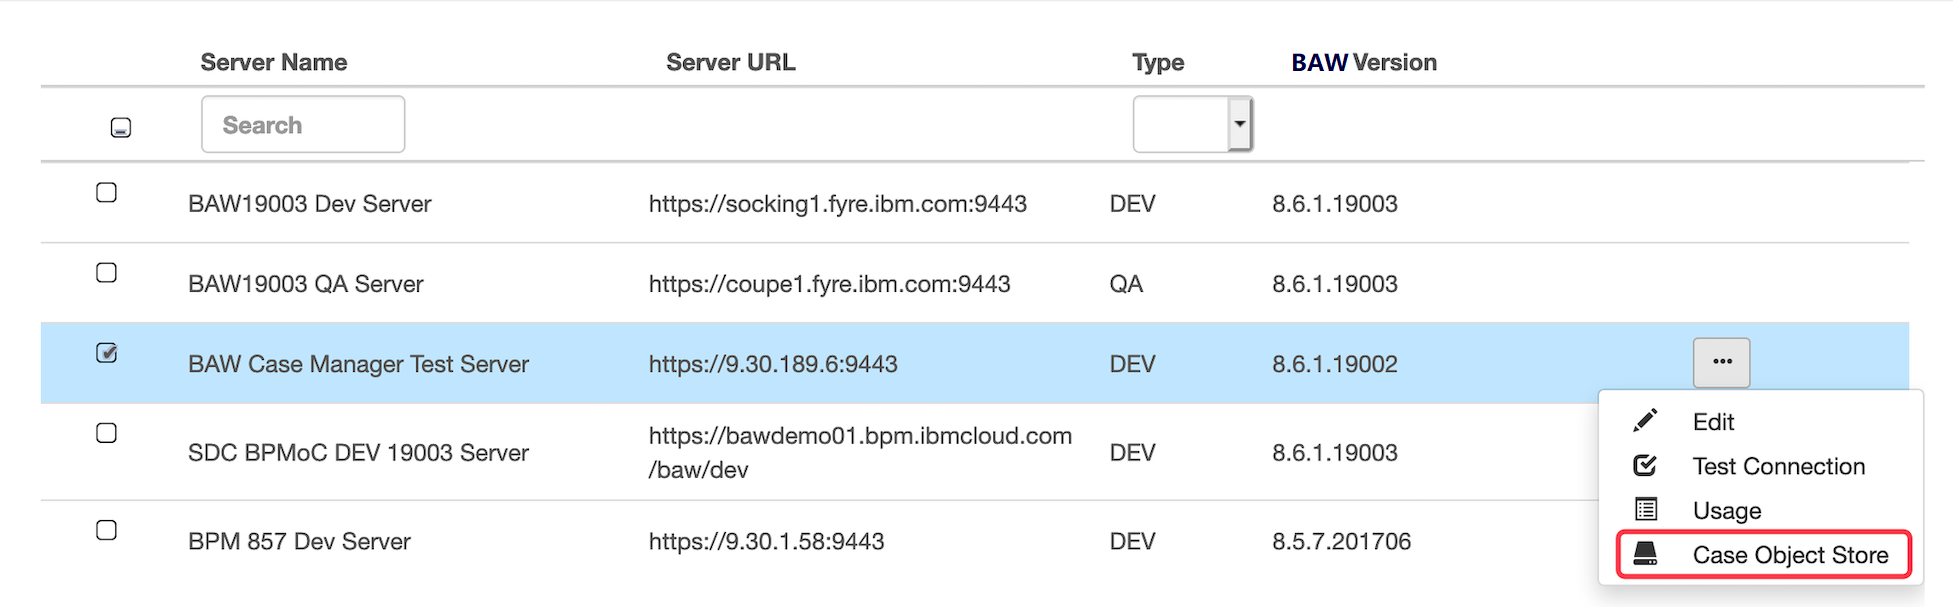 Server Name Server URL Type BAW Version
Search
BAW19003 Dev Server https://socking1.fyre.ibm.com:9443 DEV 8.6.1.19003
BAW19003 QA Server https://coupe1.fyre.ibm.com:9443 QA 8.6.1.19003
BAW Case Manager Test Server https://9.30.189.6:9443 DEV 8.6.1.19002
SDC BPMoC DEV 19003 Server https://bawdemo01.bpm.ibmcloud.com
/baw/dev DEV 8.6.1.19003
BPM 857 Dev Server https://9.30.1.58:9443 DEV 8.5.7.201706
Edit
Test Connection
Usage
Case Object Store